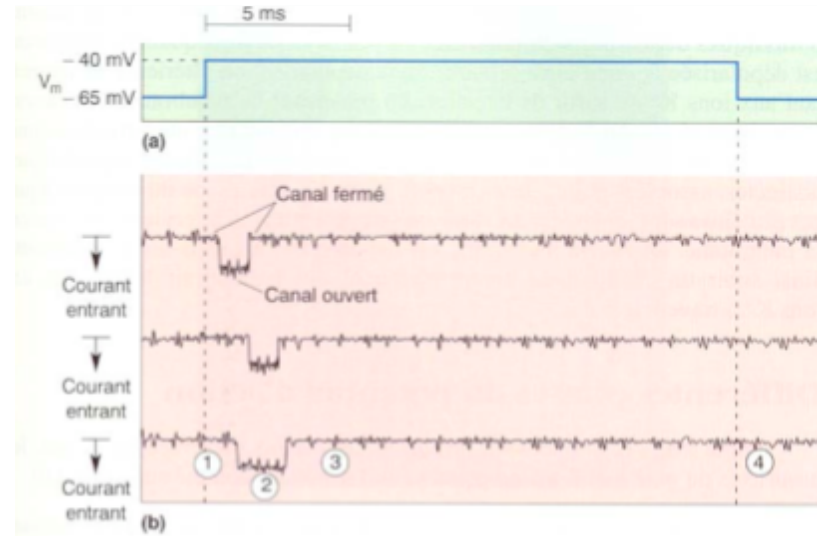 5 ms
– 40 mV
Vm
– 65 mV
(a)
Canal fermé
Courant
entrant
Canal ouvert
Courant
entrant
1
2
3
4
Courant
entrant
(b)